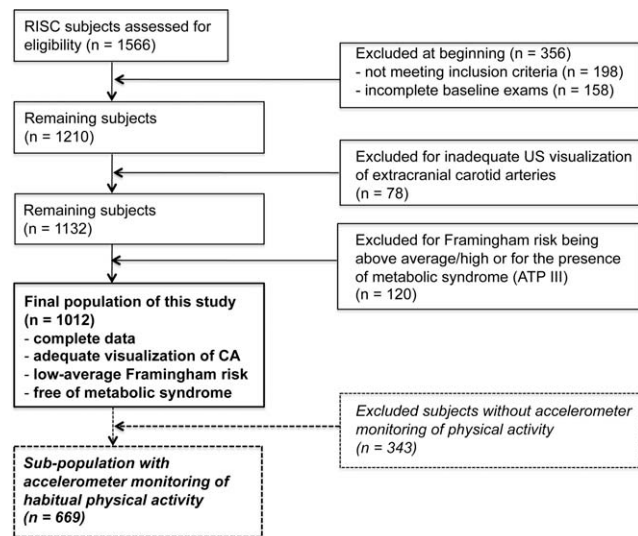 RISC subjects assessed for
eligibility (n = 1566)
Excluded at beginning (n = 356)
- not meeting inclusion criteria (n = 198)
- incomplete baseline exams (n = 158)
Remaining subjects
(n = 1210)
Excluded for inadequate US visualization
of extracranial carotid arteries
(n = 78)
Remaining subjects
(n = 1132)
Excluded for Framingham risk being
above average/high or for the presence
of metabolic syndrome (ATP III)
(n = 120)
Final population of this study
(n = 1012)
- complete data
- adequate visualization of CA
- low-average Framingham risk
- free of metabolic syndrome
Excluded subjects without accelerometer
monitoring of physical activity
(n = 343)
Sub-population with
accelerometer monitoring of
habitual physical activity
(n = 669)